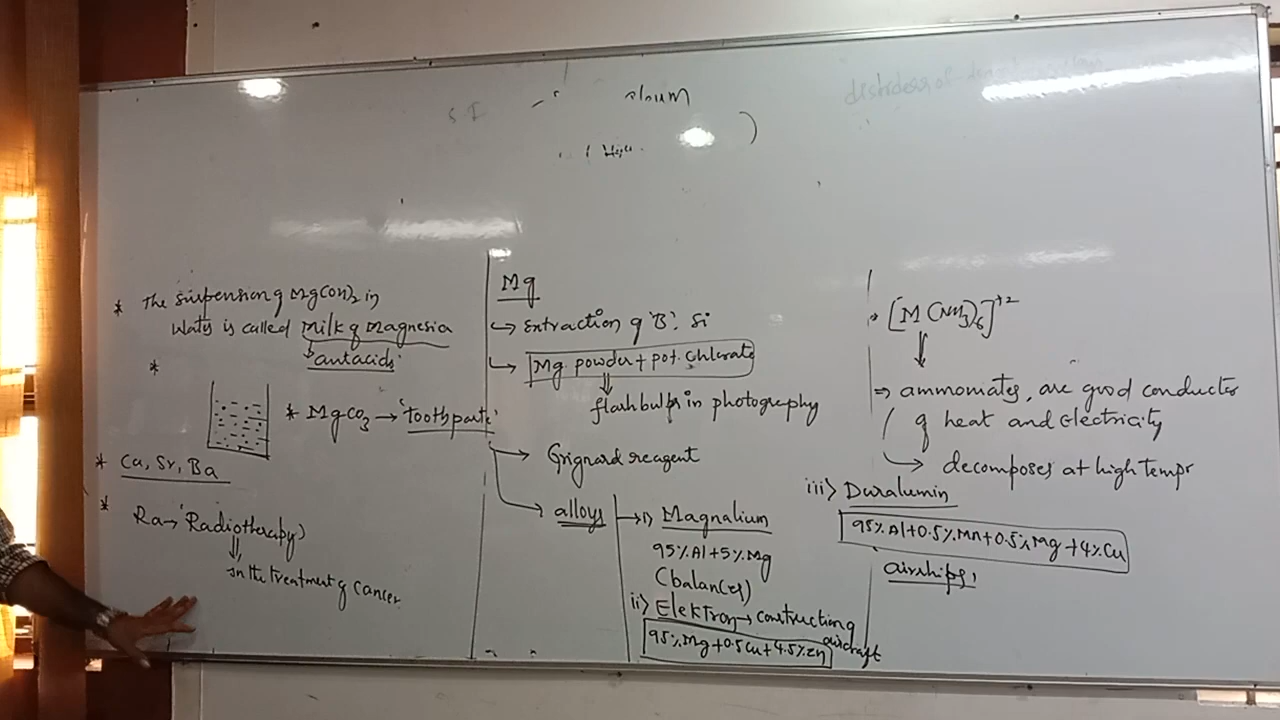 * The suspension of Mg(OH)2 in
Water is called Milk of Magnesia
antacids
*
* MgCO3 → 'Toothpaste'
* Ca, Sr, Ba
* Ra → 'Radiotherapy'
in the treatment of cancer
Mg
↳ Extraction of 'B', Si
↳ Mg powder + pot. chlorate
⇓
flash bulbs in photography
→ Grignard reagent
→ alloys → i) Magnalium
95% Al + 5% Mg
(balances)
ii) Elektron → constructing
aircraft
95% Mg + 0.5 Cu + 4.5% Zn
[M(NH3)6]+2
⇓
⇒ ammoniates, are good conductors
of heat and Electricity
↳ decomposes at high tempr
iii) Duralumin
95% Al + 0.5% Mn + 0.5% Mg + 4% Cu
airships,